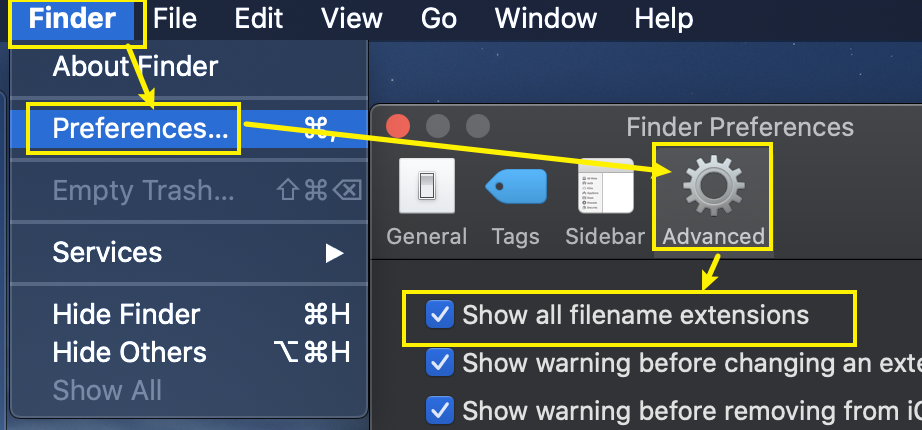 Finder File Edit View Go Window Help
About Finder
Preferences... ⌘,
Empty Trash... ⇧⌘⌫
Services ▶
Hide Finder ⌘H
Hide Others ⌥⌘H
Show All
Finder Preferences
General Tags Sidebar Advanced
Show all filename extensions
Show warning before changing an exte
Show warning before removing from iC